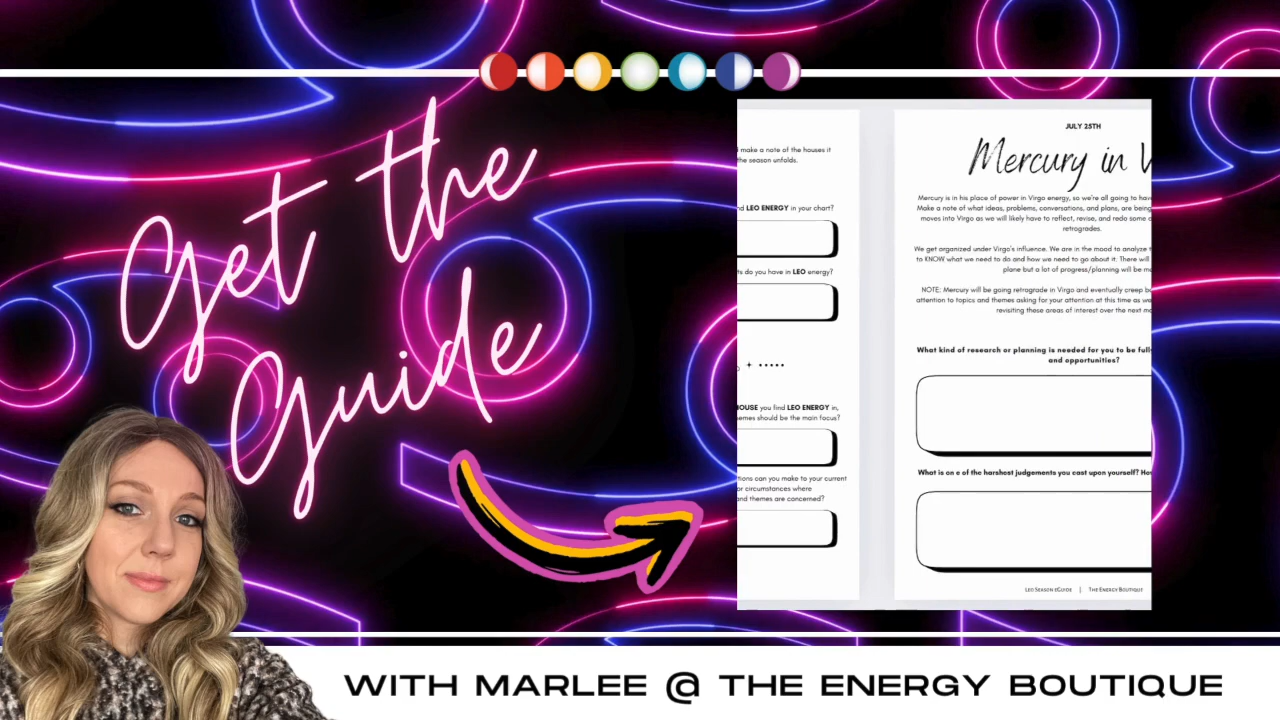 Get the
Guide
make a note of the houses it
the season unfolds.
LEO ENERGY in your chart?
do you have in LEO energy?
HOUSE you find LEO ENERGY in,
should be the main focus?
can you make to your current
or circumstances where
and themes are concerned?
JULY 25TH
Mercury in
Mercury is in his place of power in Virgo energy, so we're all going to have
Make a note of what ideas, problems, conversations, and plans, are being
moves into Virgo as we will likely have to reflect, revise, and redo some
retrogrades.
We get organized under Virgo's influence. We are in the mood to analyze
to KNOW what we need to do and how we need to go about it. There will
plane but a lot of progress/planning will be
NOTE: Mercury will be going retrograde in Virgo and eventually creep
attention to topics and themes asking for your attention at this time as
revisiting these areas of interest over the next
What kind of research or planning is needed for you to be
and opportunities?
What is on e of the harshest judgements you cast upon yourself?
LEO SEASON EGUIDE | THE ENERGY BOUTIQUE
WITH MARLEE @ THE ENERGY BOUTIQUE